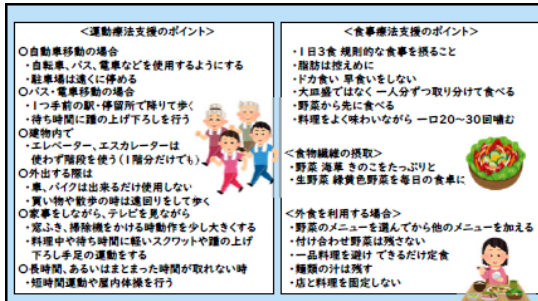 ＜運動療法支援のポイント＞
〇自動車移動の場合
・自転車、バス、電車などを使用するようにする
・駐車場は遠くに停める
〇バス・電車移動の場合
・1つ手前の駅・停留所で降りて歩く
・待ち時間に踵の上げ下ろしを行う
〇建物内で
・エレベーター、エスカレーターは
使わず階段を使う(1階分だけでも)
〇外出する際は
・車、バイクは出来るだけ使用しない
・買い物や散歩の時は遠回りをして歩く
〇家事をしながら、テレビを見ながら
・窓ふき、掃除機をかける時動作を少し大きくする
・料理中や待ち時間に軽いスクワットや踵の上げ
下ろし手足の運動をする
〇長時間、あるいはまとまった時間が取れない時
・短時間運動や屋内体操を行う
＜食事療法支援のポイント＞
・1日3食 規則的な食事を摂ること
・脂肪は控えめに
・ドカ食い 早食いをしない
・大皿盛ではなく 一人分ずつ取り分けて食べる
・野菜から先に食べる
・料理をよく味わいながら 一口20～30回噛む
＜食物繊維の摂取＞
・野菜 海草 きのこをたっぷりと
・生野菜 緑黄色野菜を毎日の食卓に
＜外食を利用する場合＞
・野菜のメニューを選んでから他のメニューを加える
・付け合わせ野菜は残さない
・一品料理を避け できるだけ定食
・麺類の汁は残す
・店と料理を固定しない